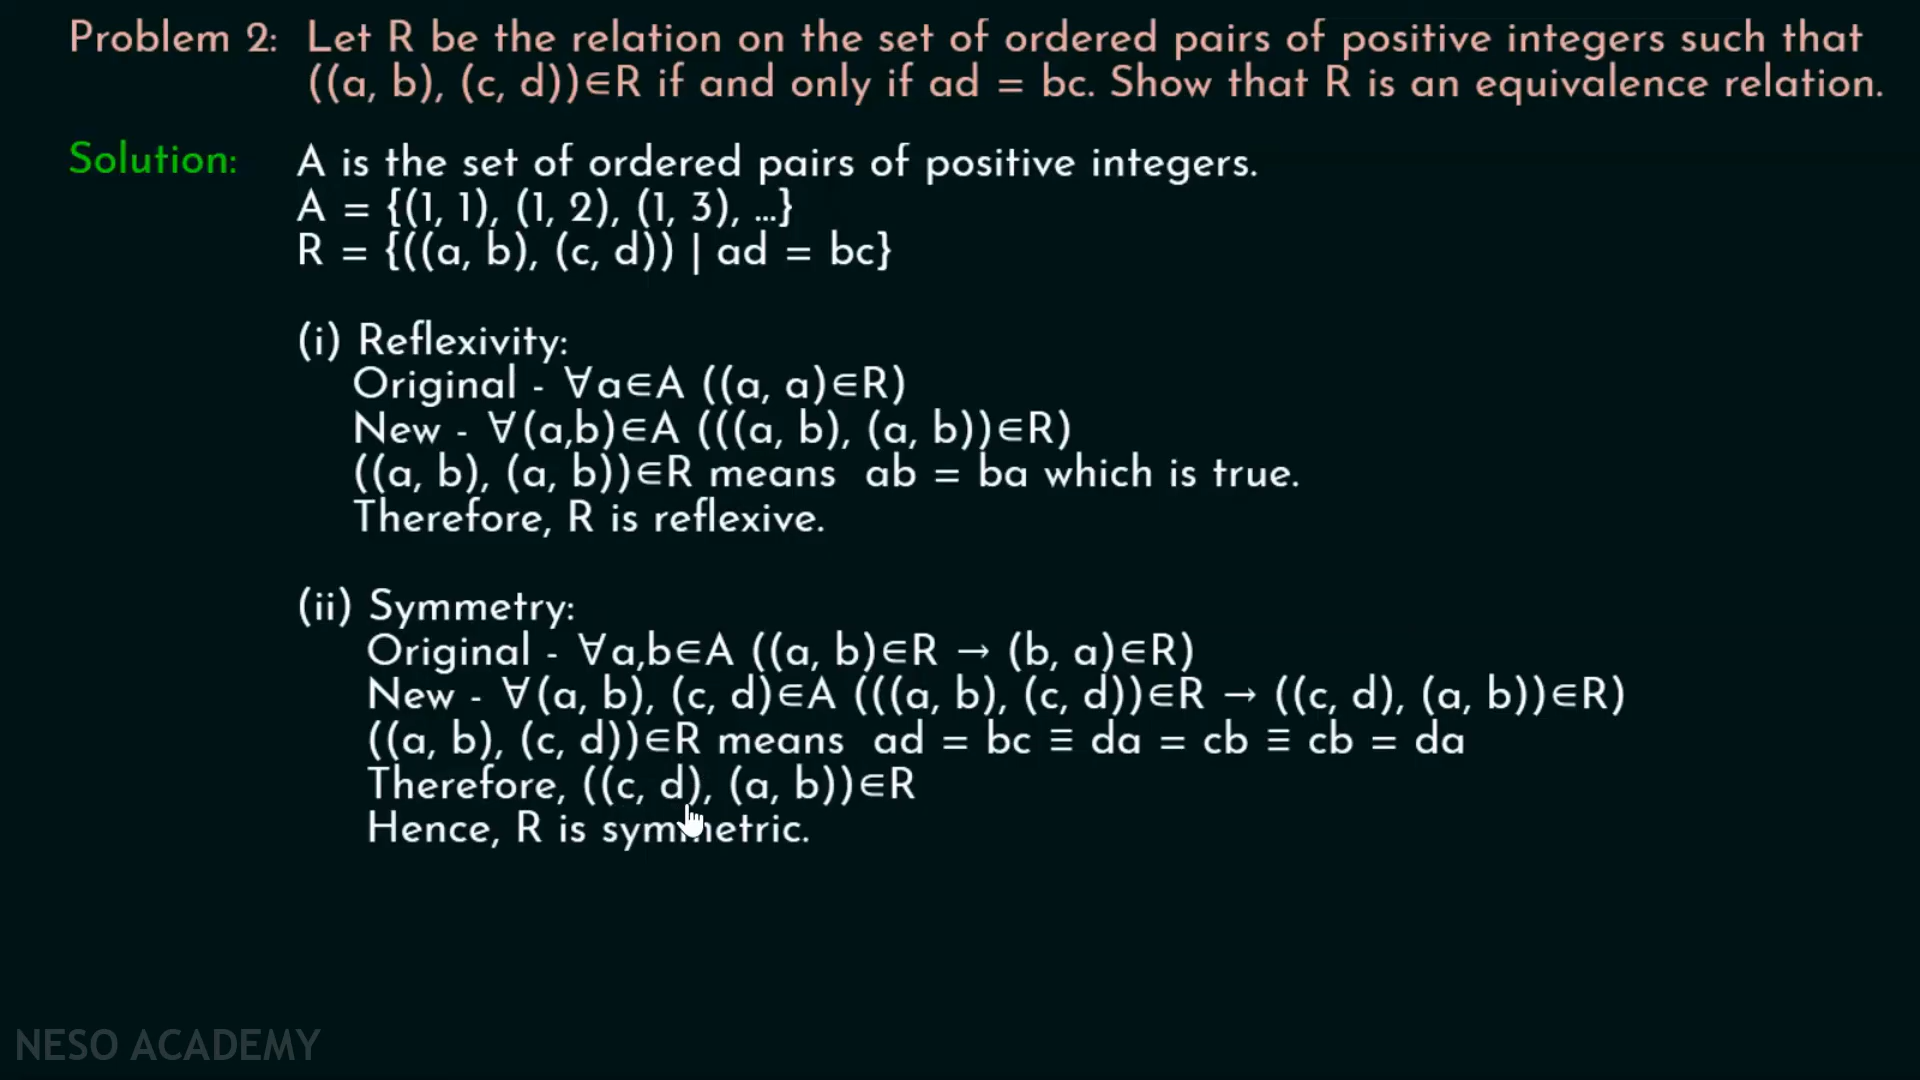 Problem 2: Let R be the relation on the set of ordered pairs of positive integers such that
((a, b), (c, d))∈R if and only if ad = bc. Show that R is an equivalence relation.
Solution: A is the set of ordered pairs of positive integers.
A = {(1, 1), (1, 2), (1, 3), ...}
R = {((a, b), (c, d)) | ad = bc}
(i) Reflexivity:
Original - ∀a∈A ((a, a)∈R)
New - ∀(a,b)∈A (((a, b), (a, b))∈R)
((a, b), (a, b))∈R means ab = ba which is true.
Therefore, R is reflexive.
(ii) Symmetry:
Original - ∀a,b∈A ((a, b)∈R → (b, a)∈R)
New - ∀(a, b), (c, d)∈A (((a, b), (c, d))∈R → ((c, d), (a, b))∈R)
((a, b), (c, d))∈R means ad = bc ≡ da = cb ≡ cb = da
Therefore, ((c, d), (a, b))∈R
Hence, R is symmetric.
NESO ACADEMY